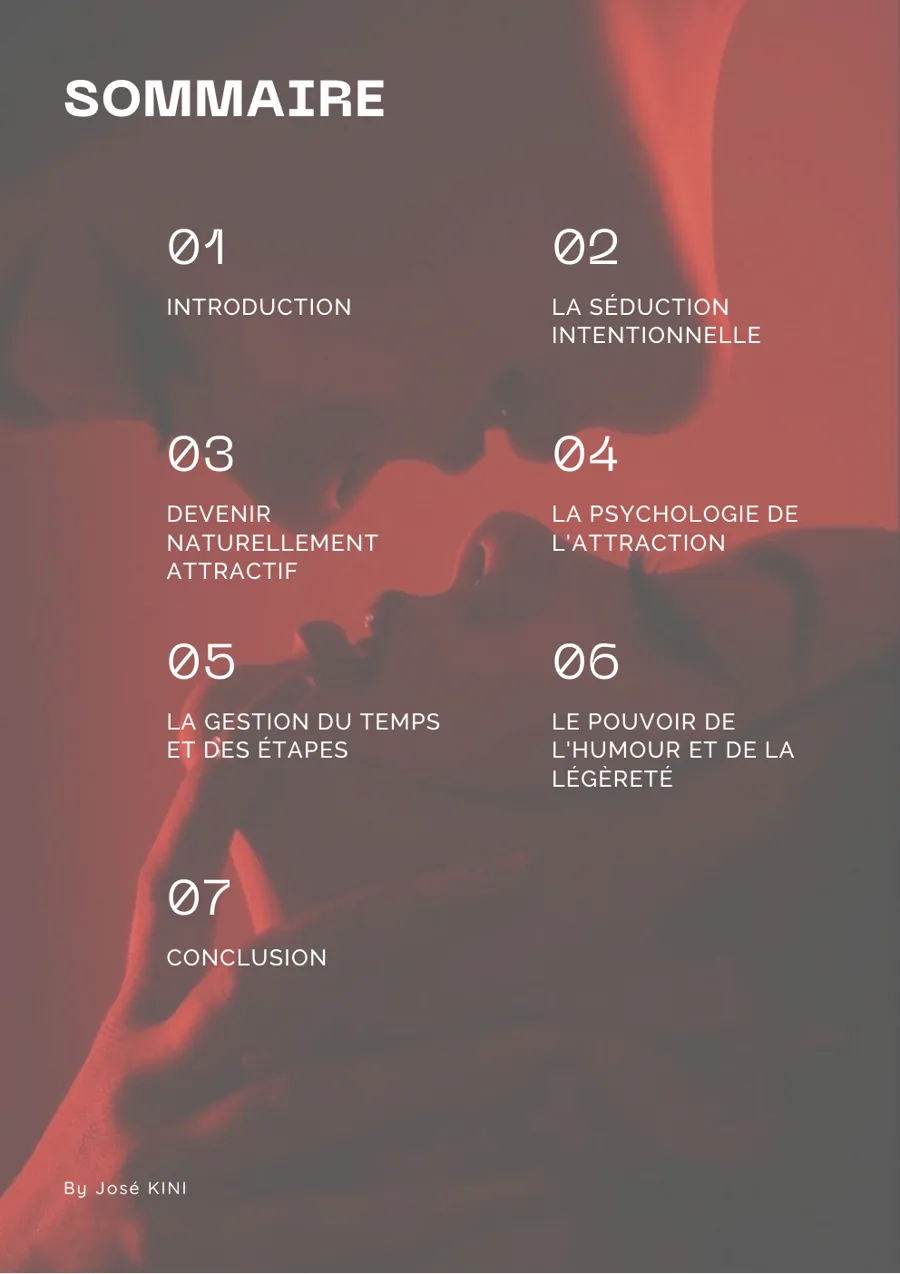 SOMMAIRE
01
INTRODUCTION
02
LA SÉDUCTION
INTENTIONNELLE
03
DEVENIR
NATURELLEMENT
ATTRACTIF
04
LA PSYCHOLOGIE DE
L'ATTRACTION
05
LA GESTION DU TEMPS
ET DES ÉTAPES
06
LE POUVOIR DE
L'HUMOUR ET DE LA
LÉGÈRETÉ
07
CONCLUSION
By José KINI